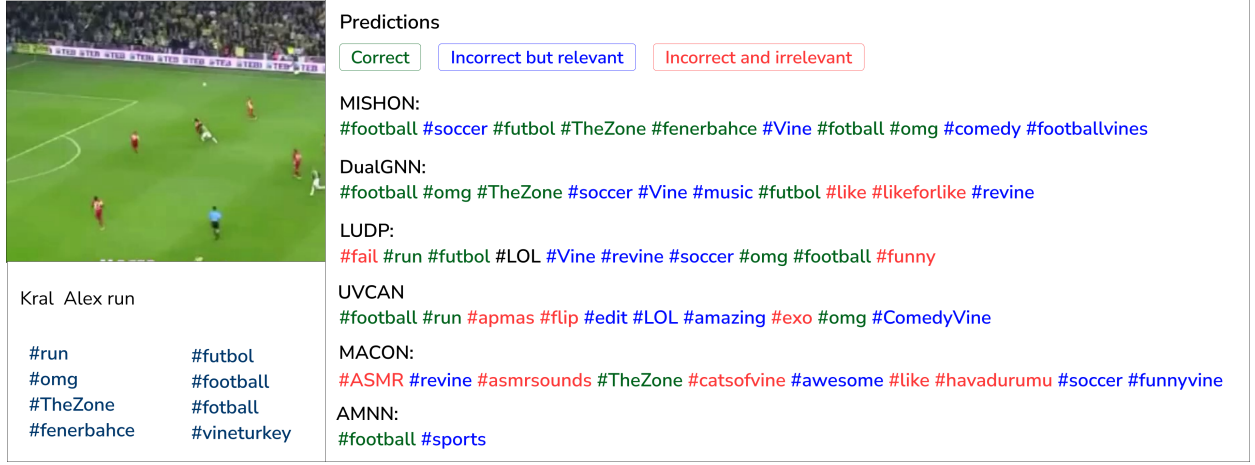 TED TED TED TED
Kral Alex run
#run
#omg
#TheZone
#fenerbahce
#futbol
#football
#fotball
#vineturkey
Predictions
Correct Incorrect but relevant Incorrect and irrelevant
MISHON:
#football #soccer #futbol #TheZone #fenerbahce #Vine #fotball #omg #comedy #footballvines
DualGNN:
#football #omg #TheZone #soccer #Vine #music #futbol #like #likeforlike #revine
LUDP:
#fail #run #futbol #LOL #Vine #revine #soccer #omg #football #funny
UVCAN
#football #run #apmas #flip #edit #LOL #amazing #exo #omg #ComedyVine
MACON:
#ASMR #revine #asmrsounds #TheZone #catsofvine #awesome #like #havadurumu #soccer #funnyvine
AMNN:
#football #sports